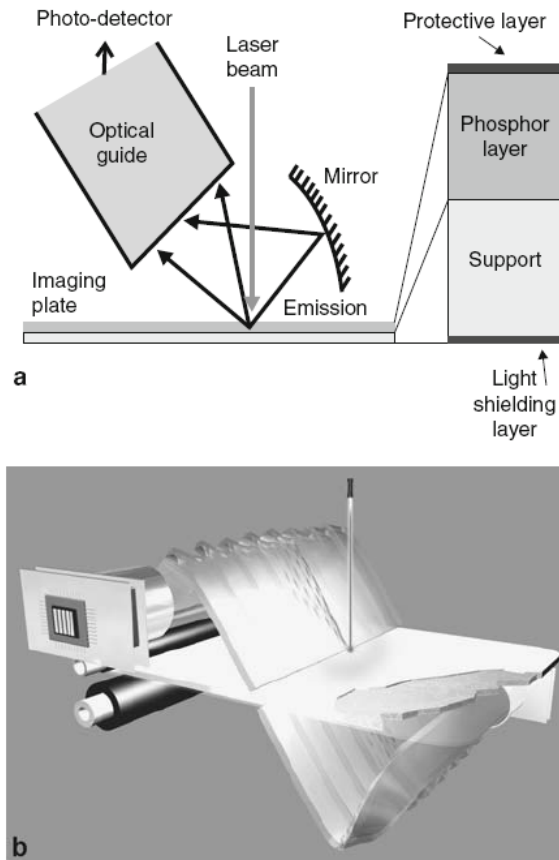 Photo-detector
Laser
beam
Protective layer
Optical
guide
Mirror
Phosphor
layer
Imaging
plate
Emission
Support
a
Light
shielding
layer
b